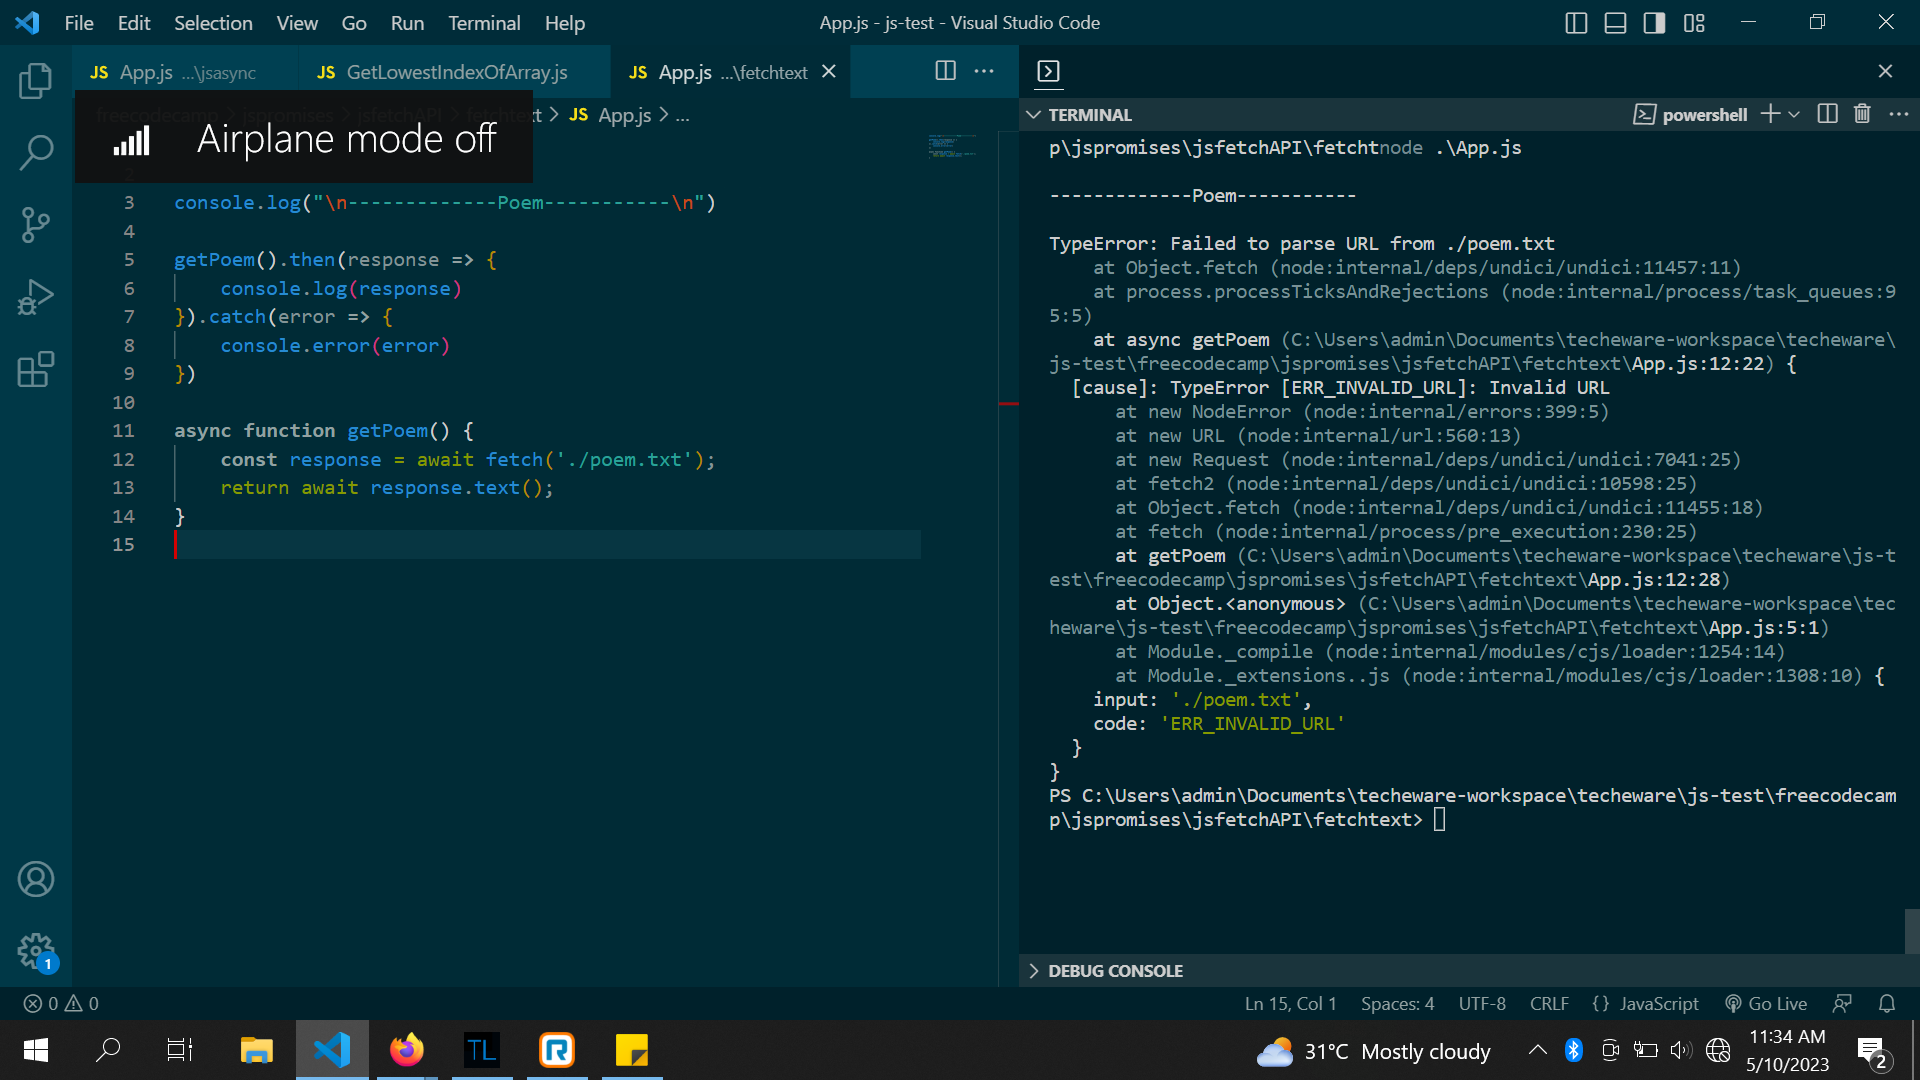 File Edit Selection View Go Run Terminal Help
App.js - js-test - Visual Studio Code
JS App.js ...\jsasync
JS GetLowestIndexOfArray.js
JS App.js ...\fetchtext
freecodecamp > jspromises > jsfetchAPI > fetchtext > JS App.js > ...
Airplane mode off
3 console.log("\n-------------Poem-----------\n")
4
5 getPoem().then(response => {
6 console.log(response)
7 }).catch(error => {
8 console.error(error)
9 })
10
11 async function getPoem() {
12 const response = await fetch('./poem.txt');
13 return await response.text();
14 }
15
TERMINAL
powershell
p\jspromises\jsfetchAPI\fetchtnode .\App.js
-------------Poem-----------
TypeError: Failed to parse URL from ./poem.txt
at Object.fetch (node:internal/deps/undici/undici:11457:11)
at process.processTicksAndRejections (node:internal/process/task_queues:9
5:5)
at async getPoem (C:\Users\admin\Documents\techeware-workspace\techeware\
js-test\freecodecamp\jspromises\jsfetchAPI\fetchtext\App.js:12:22) {
[cause]: TypeError [ERR_INVALID_URL]: Invalid URL
at new NodeError (node:internal/errors:399:5)
at new URL (node:internal/url:560:13)
at new Request (node:internal/deps/undici/undici:7041:25)
at fetch2 (node:internal/deps/undici/undici:10598:25)
at Object.fetch (node:internal/deps/undici/undici:11455:18)
at fetch (node:internal/process/pre_execution:230:25)
at getPoem (C:\Users\admin\Documents\techeware-workspace\techeware\js-t
est\freecodecamp\jspromises\jsfetchAPI\fetchtext\App.js:12:28)
at Object.<anonymous> (C:\Users\admin\Documents\techeware-workspace\tec
heware\js-test\freecodecamp\jspromises\jsfetchAPI\fetchtext\App.js:5:1)
at Module._compile (node:internal/modules/cjs/loader:1254:14)
at Module._extensions..js (node:internal/modules/cjs/loader:1308:10) {
input: './poem.txt',
code: 'ERR_INVALID_URL'
}
}
PS C:\Users\admin\Documents\techeware-workspace\techeware\js-test\freecodecam
p\jspromises\jsfetchAPI\fetchtext>
DEBUG CONSOLE
1
0 0
Ln 15, Col 1 Spaces: 4 UTF-8 CRLF {} JavaScript Go Live
TL
R
31°C Mostly cloudy
11:34 AM
5/10/2023
2